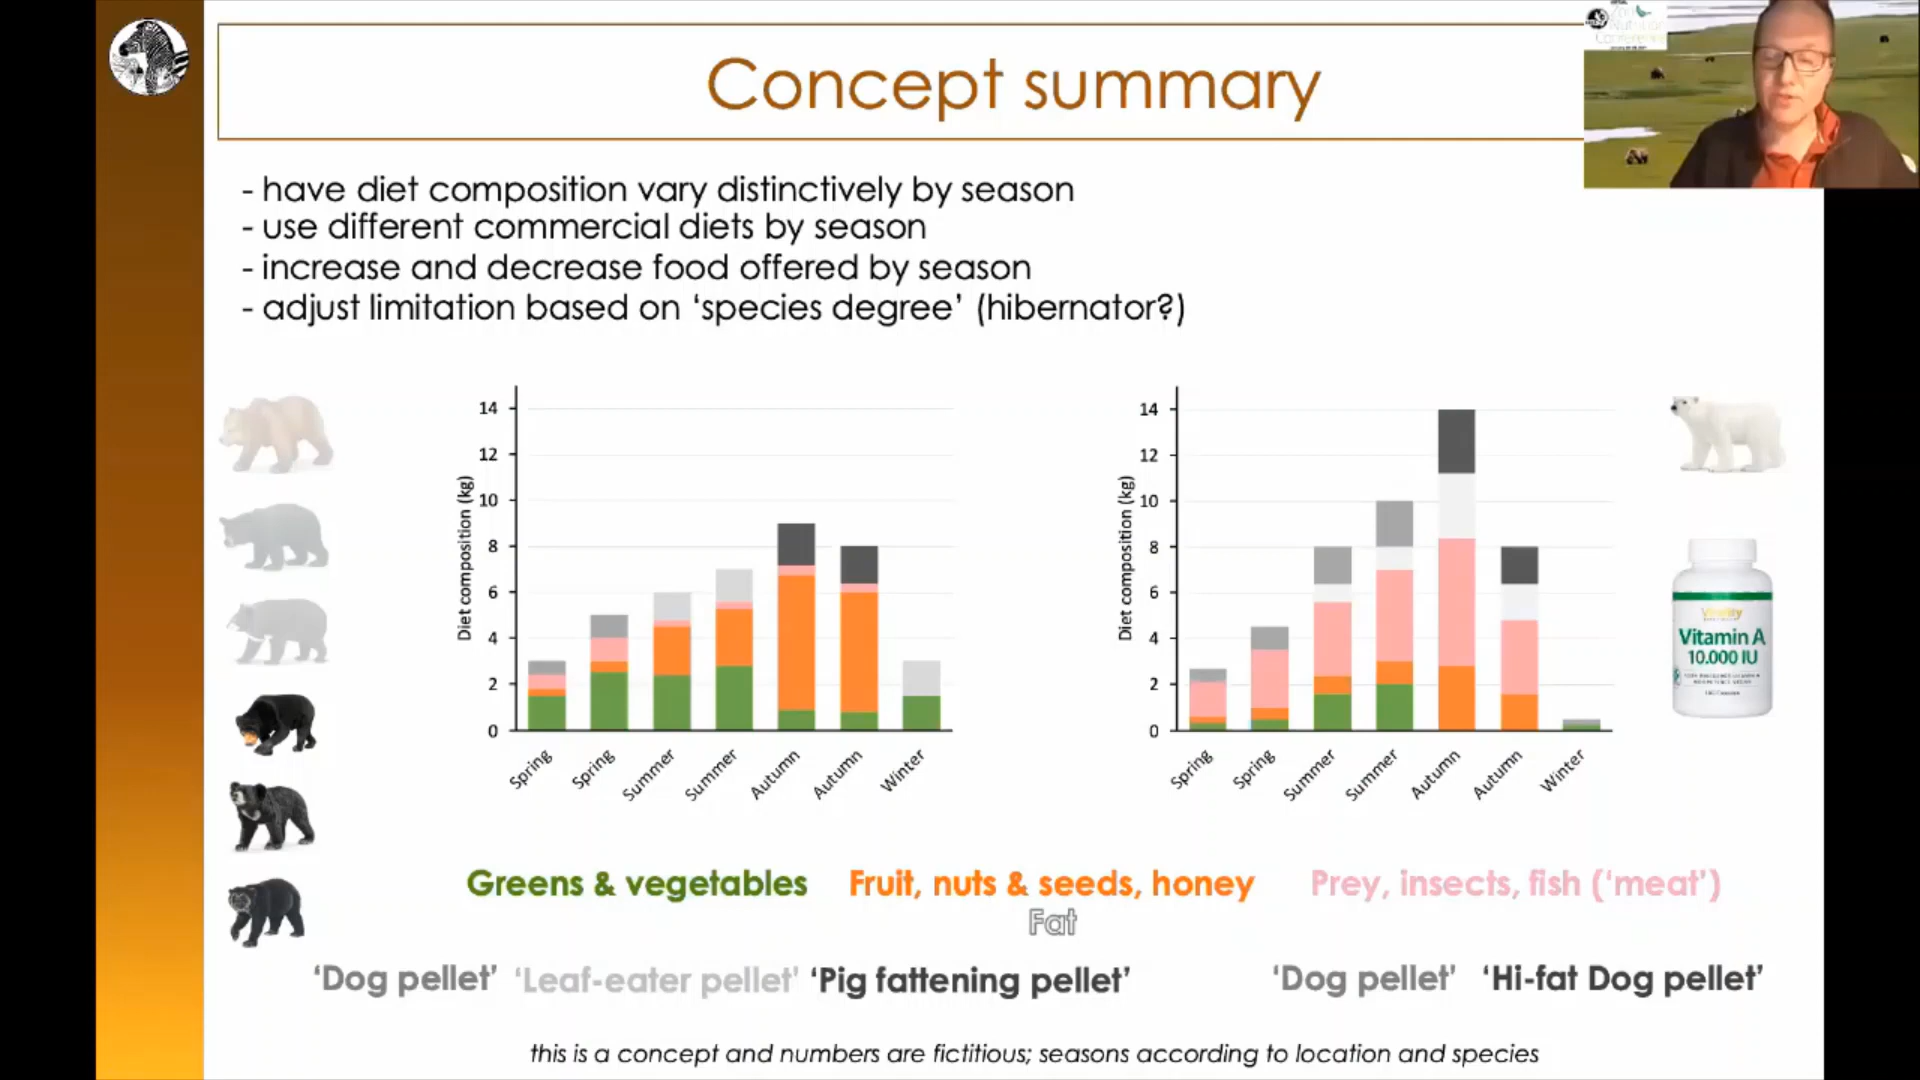 Concept summary
- have diet composition vary distinctively by season
- use different commercial diets by season
- increase and decrease food offered by season
- adjust limitation based on ‘species degree’ (hibernator?)
Diet composition (kg)
14
12
10
8
6
4
2
0
Spring
Spring
Summer
Summer
Autumn
Autumn
Winter
Diet composition (kg)
14
12
10
8
6
4
2
0
Spring
Spring
Summer
Summer
Autumn
Autumn
Winter
Vitamin A
10.000 IU
Greens & vegetables
Fruit, nuts & seeds, honey
Prey, insects, fish (‘meat’)
Fat
‘Dog pellet’ ‘Leaf-eater pellet’ ‘Pig fattening pellet’
‘Dog pellet’ ‘Hi-fat Dog pellet’
this is a concept and numbers are fictitious; seasons according to location and species